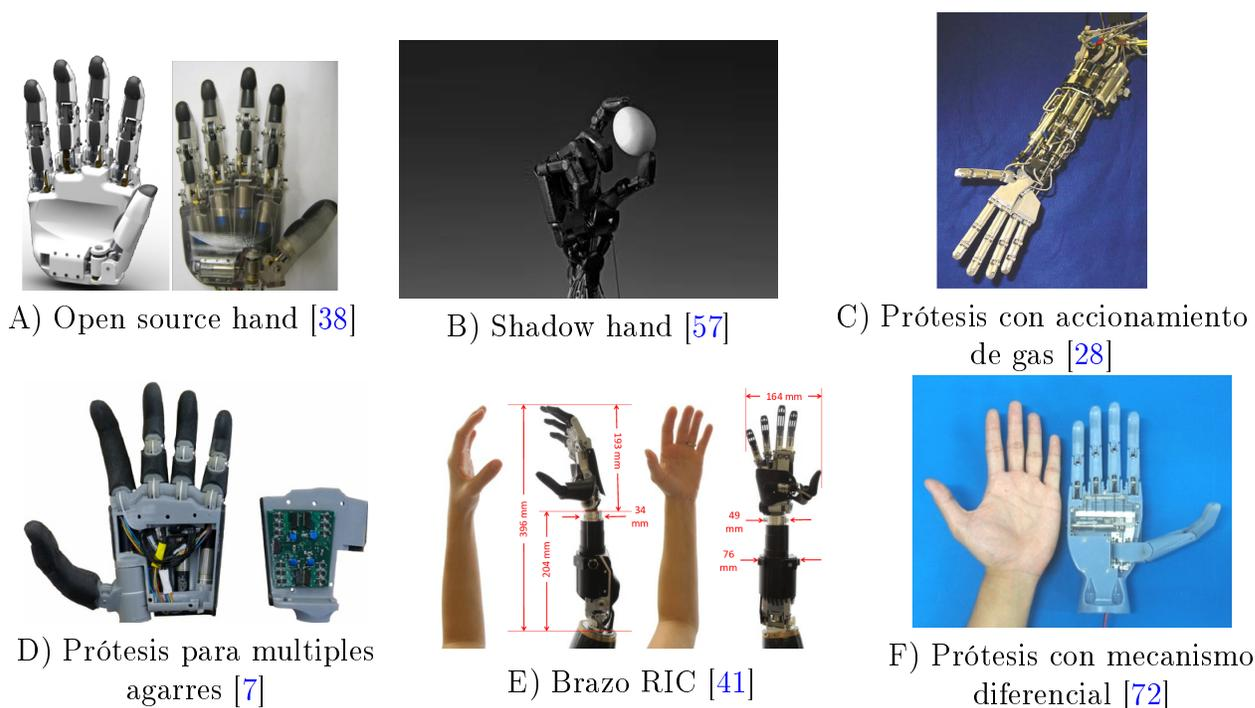 A) Open source hand [38]
B) Shadow hand [57]
C) Prótesis con accionamiento
de gas [28]
164 mm
193 mm
396 mm
34
mm
204 mm
49
mm
76
mm
D) Prótesis para multiples
agarres [7]
E) Brazo RIC [41]
F) Prótesis con mecanismo
diferencial [72]